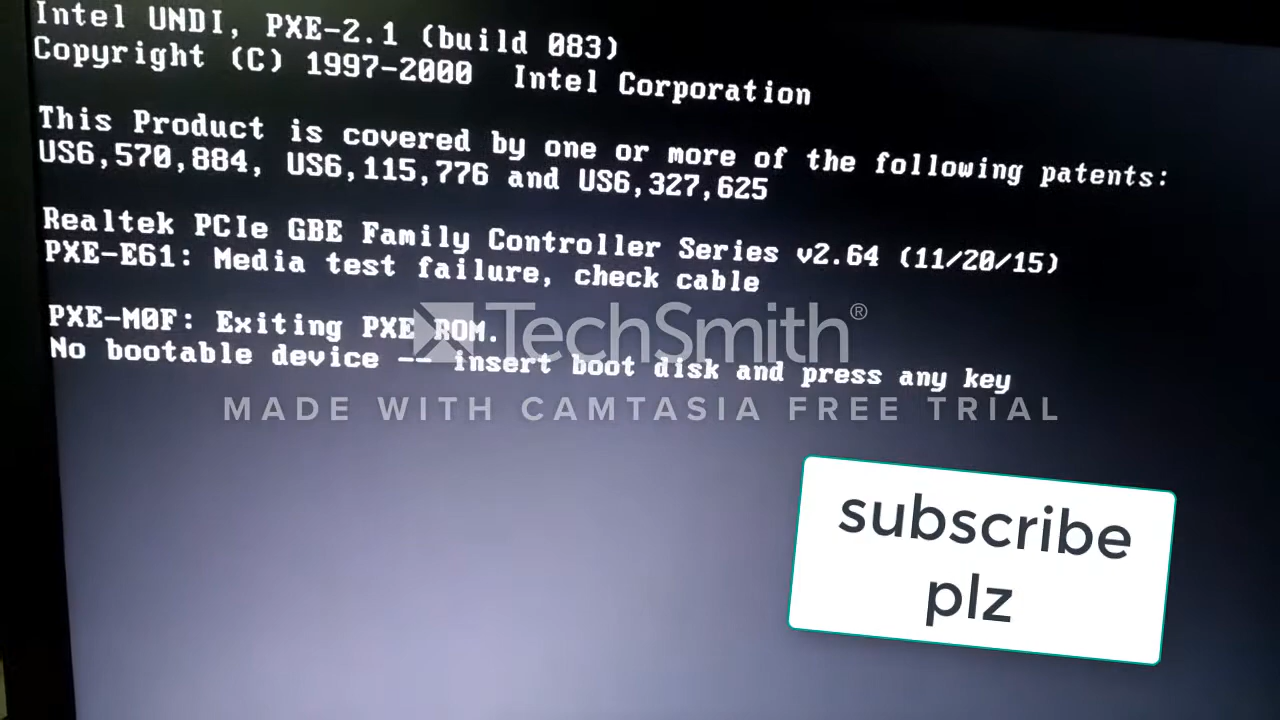 Intel UNDI, PXE-2.1 (build 083)
Copyright (C) 1997-2000  Intel Corporation
This Product is covered by one or more of the following patents:
US6,570,884, US6,115,776 and US6,327,625
Realtek PCIe GBE Family Controller Series v2.64 (11/20/15)
PXE-E61: Media test failure, check cable
PXE-M0F: Exiting PXE ROM.
No bootable device -- insert boot disk and press any key
TechSmith®
MADE WITH CAMTASIA FREE TRIAL
subscribe
plz